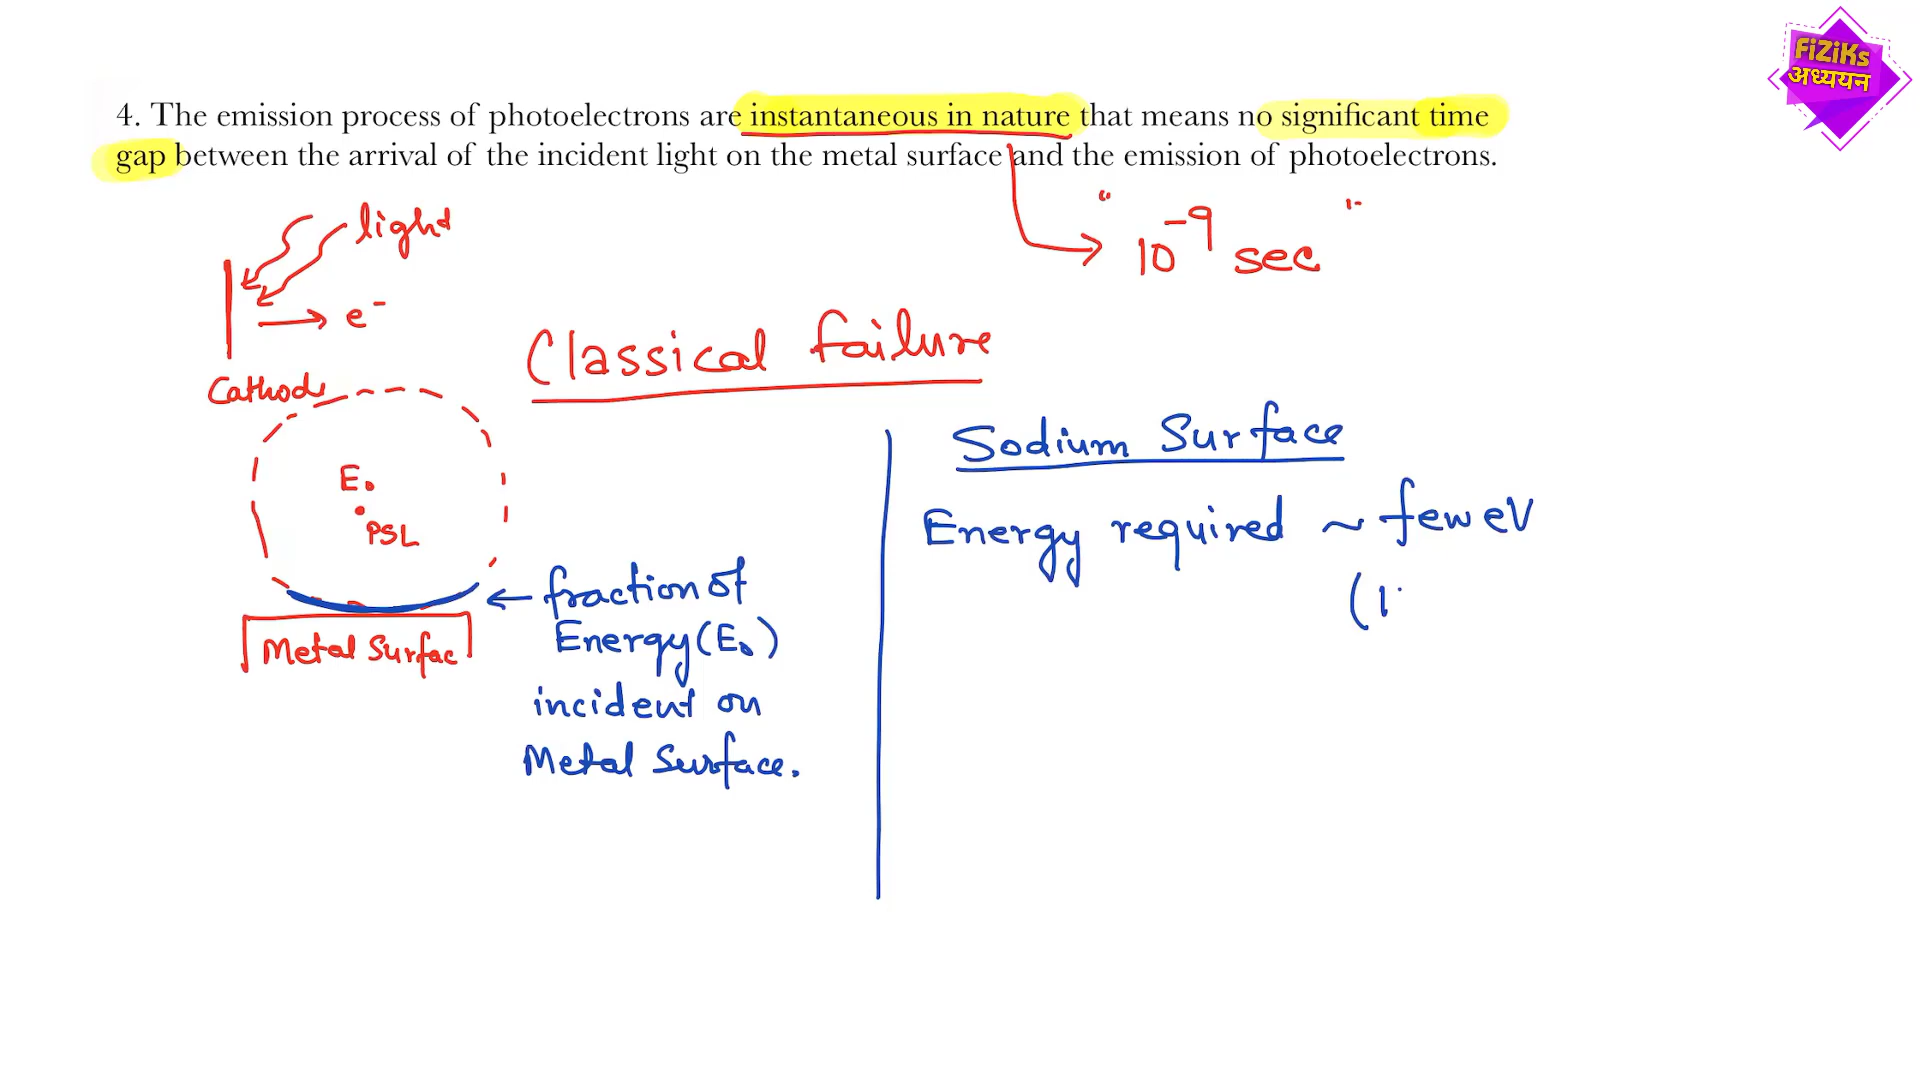 FiZiKs
अध्ययन
4. The emission process of photoelectrons are instantaneous in nature that means no significant time
gap between the arrival of the incident light on the metal surface and the emission of photoelectrons.
light
" 10⁻⁹ sec "
e⁻
Classical failure
Cathode
Sodium Surface
E₀
PSL
Energy required ~ few eV
(1
fraction of
Energy (E₀)
incident on
Metal Surface.
Metal Surfac